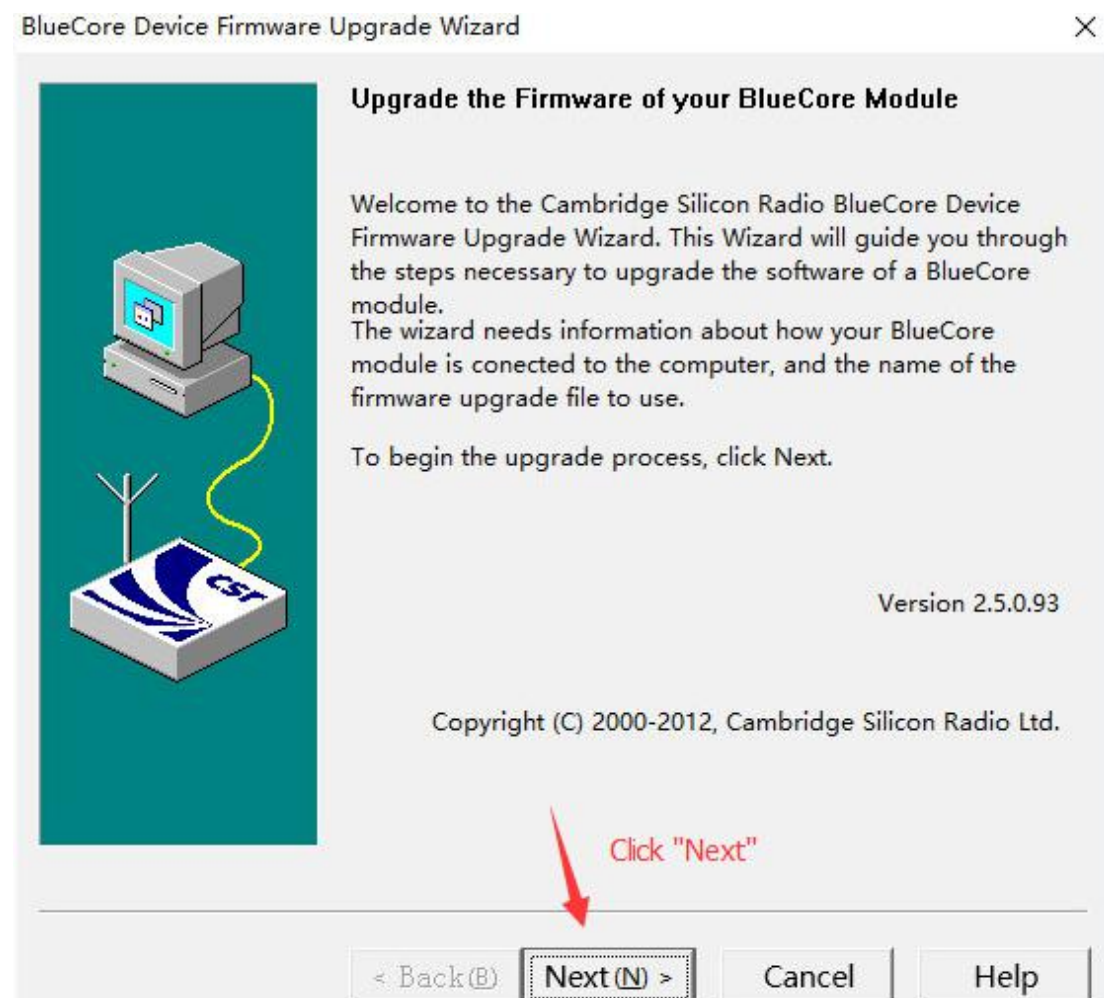 BlueCore Device Firmware Upgrade Wizard
Upgrade the Firmware of your BlueCore Module
Welcome to the Cambridge Silicon Radio BlueCore Device
Firmware Upgrade Wizard. This Wizard will guide you through
the steps necessary to upgrade the software of a BlueCore
module.
The wizard needs information about how your BlueCore
module is conected to the computer, and the name of the
firmware upgrade file to use.
To begin the upgrade process, click Next.
csr
Version 2.5.0.93
Copyright (C) 2000-2012, Cambridge Silicon Radio Ltd.
Click "Next"
< Back(B) Next(N) > Cancel Help